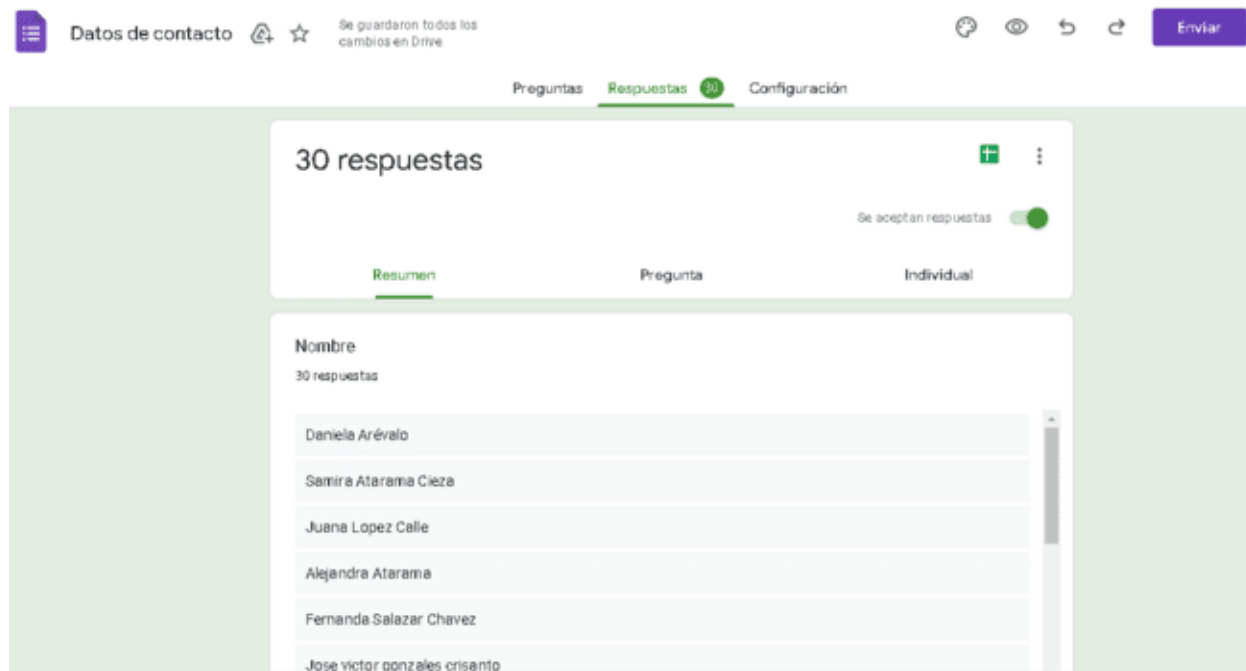 Datos de contacto
Se guardaron todos los
cambios en Drive
Enviar
Preguntas Respuestas 30 Configuración
30 respuestas
Se aceptan respuestas
Resumen Pregunta Individual
Nombre
30 respuestas
Daniela Arévalo
Samira Atarama Cieza
Juana Lopez Calle
Alejandra Atarama
Fernanda Salazar Chavez
Jose victor gonzales crisanto